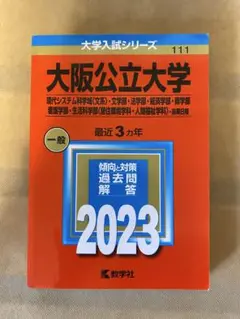 大学入試シリーズ
111
大阪公立大学
現代システム科学域〈文系〉・文学部・法学部・経済学部・商学部
看護学部・生活科学部〈居住環境学科・人間福祉学科〉-前期日程
最近3カ年
一般
傾向と対策
過去問
解答
2023
教学社